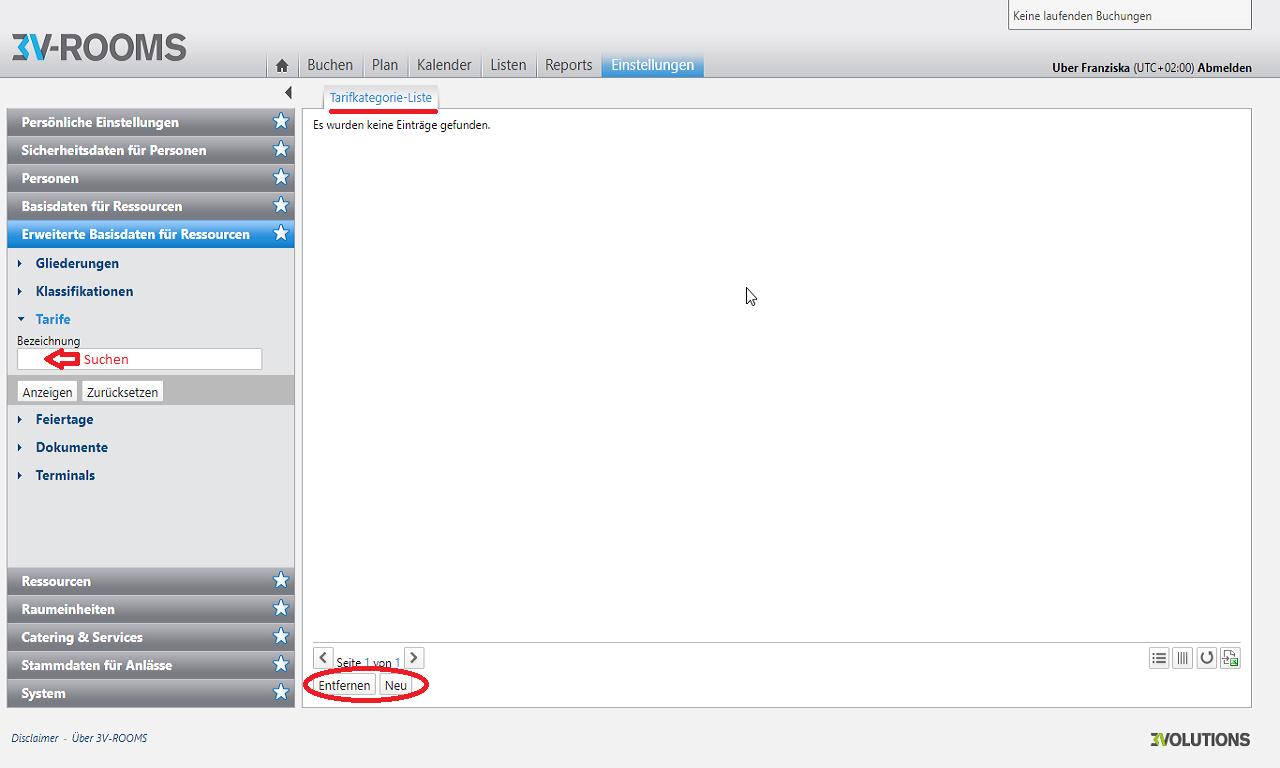 Keine laufenden Buchungen
3V-ROOMS
Buchen Plan Kalender Listen Reports Einstellungen
Uber Franziska (UTC+02:00) Abmelden
Tarifkategorie-Liste
Es wurden keine Einträge gefunden.
Persönliche Einstellungen
Sicherheitsdaten für Personen
Personen
Basisdaten für Ressourcen
Erweiterte Basisdaten für Ressourcen
Gliederungen
Klassifikationen
Tarife
Bezeichnung
Suchen
Anzeigen Zurücksetzen
Feiertage
Dokumente
Terminals
Ressourcen
Raumeinheiten
Catering & Services
Stammdaten für Anlässe
System
Seite 1 von 1
Entfernen Neu
Disclaimer - Über 3V-ROOMS
3VOLUTIONS